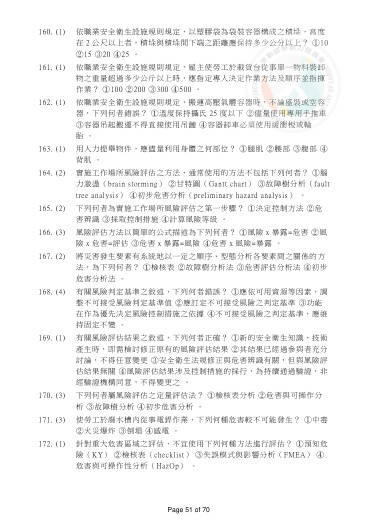 160. (1) 依職業安全衛生設施規則規定，以塑膠袋為袋裝容器構成之積垛，高度
在 2 公尺以上者，積垛與積垛間下端之距離應保持多少公分以上？ ①10
②15 ③20 ④25 。
161. (1) 依職業安全衛生設施規則規定，雇主使勞工於載貨台從事單一物料裝卸
物之重量超過多少公斤以上時，應指定專人決定作業方法及順序並指揮
作業？ ①100 ②200 ③300 ④500 。
162. (1) 依職業安全衛生設施規則規定，搬運高壓氣體容器時，不論盛裝或空容
器，下列何者錯誤？ ①溫度保持攝氏 25 度以下 ②儘量使用專用手推車
③容器吊起搬運不得直接使用吊鏈 ④容器卸車必須使用緩衝板或輪
胎 。
163. (1) 用人力提舉物件，應儘量利用身體之何部位？ ①腿肌 ②腰部 ③腹部 ④
背肌 。
164. (2) 實施工作場所風險評估之方法，通常使用的方法不包括下列何者？ ①腦
力激盪（brain storming） ②甘特圖（Gantt chart） ③故障樹分析（fault
tree analysis） ④初步危害分析（preliminary hazard analysis） 。
165. (2) 下列何者為實施工作場所風險評估之第一步驟？ ①決定控制方法 ②危
害辨識 ③採取控制措施 ④計算風險等級 。
166. (3) 風險評估方法以簡單的公式描述為下列何者？ ①風險 x 暴露=危害 ②風
險 x 危害=評估 ③危害 x 暴露=風險 ④危害 x 風險=暴露 。
167. (2) 將災害發生要素有系統地以一定之順序、型態分析各要素間之關係的方
法，為下列何者？ ①檢核表 ②故障樹分析法 ③危害評估分析法 ④初步
危害分析法 。
168. (4) 有關風險判定基準之敘述，下列何者錯誤？ ①應依可用資源等因素，調
整不可接受風險判定基準值 ②應訂定不可接受風險之判定基準 ③功能
在作為優先決定風險控制措施之依據 ④不可接受風險之判定基準，應維
持固定不變 。
169. (1) 有關風險評估結果之敘述，下列何者正確？ ①新的安全衛生知識、技術
產生時，即需檢討修正原有的風險評估結果 ②其結果已經過參與者充分
討論，不得任意變更 ③安全衛生法規修正與危害辨識有關，但與風險評
估結果無關 ④風險評估結果涉及控制措施的採行，為持續通過驗證，非
經驗證機構同意，不得變更之 。
170. (3) 下列何者屬風險評估之定量評估法？ ①檢核表分析 ②危害與可操作分
析 ③故障樹分析 ④初步危害分析 。
171. (3) 使勞工於廢水槽內從事電銲作業，下列何種危害較不可能發生？ ①中毒
②火災爆炸 ③倒塌 ④感電 。
172. (1) 針對重大危害區域之評估，不宜使用下列何種方法進行評估？ ①預知危
險（KY） ②檢核表（checklist） ③失誤模式與影響分析（FMEA） ④
危害與可操作性分析（HazOp） 。
Page 51 of 70